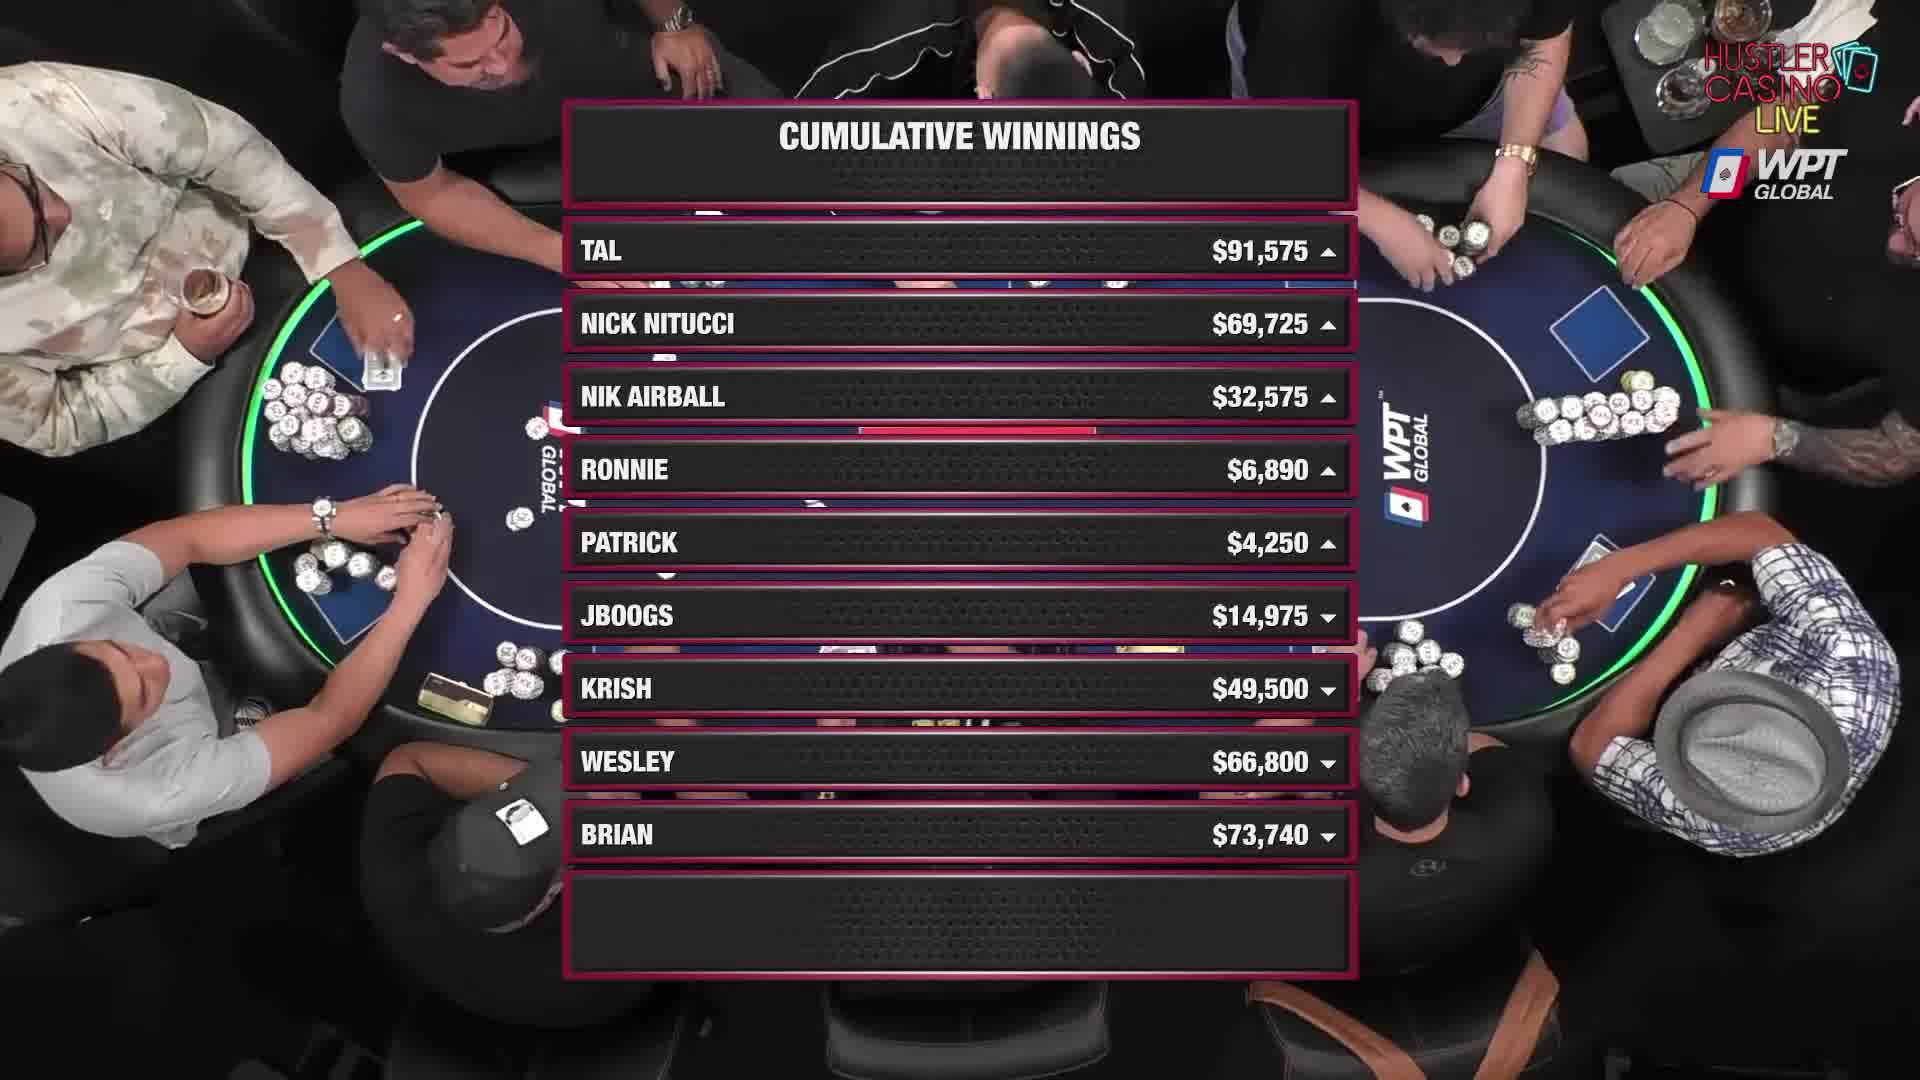 HUSTLER
CASINO
LIVE
WPT
GLOBAL
CUMULATIVE WINNINGS
TAL $91,575 ▲
NICK NITUCCI $69,725 ▲
NIK AIRBALL $32,575 ▲
RONNIE $6,890 ▲
PATRICK $4,250 ▲
JBOOGS $14,975 ▼
KRISH $49,500 ▼
WESLEY $66,800 ▼
BRIAN $73,740 ▼
WPT
GLOBAL
GLOBAL